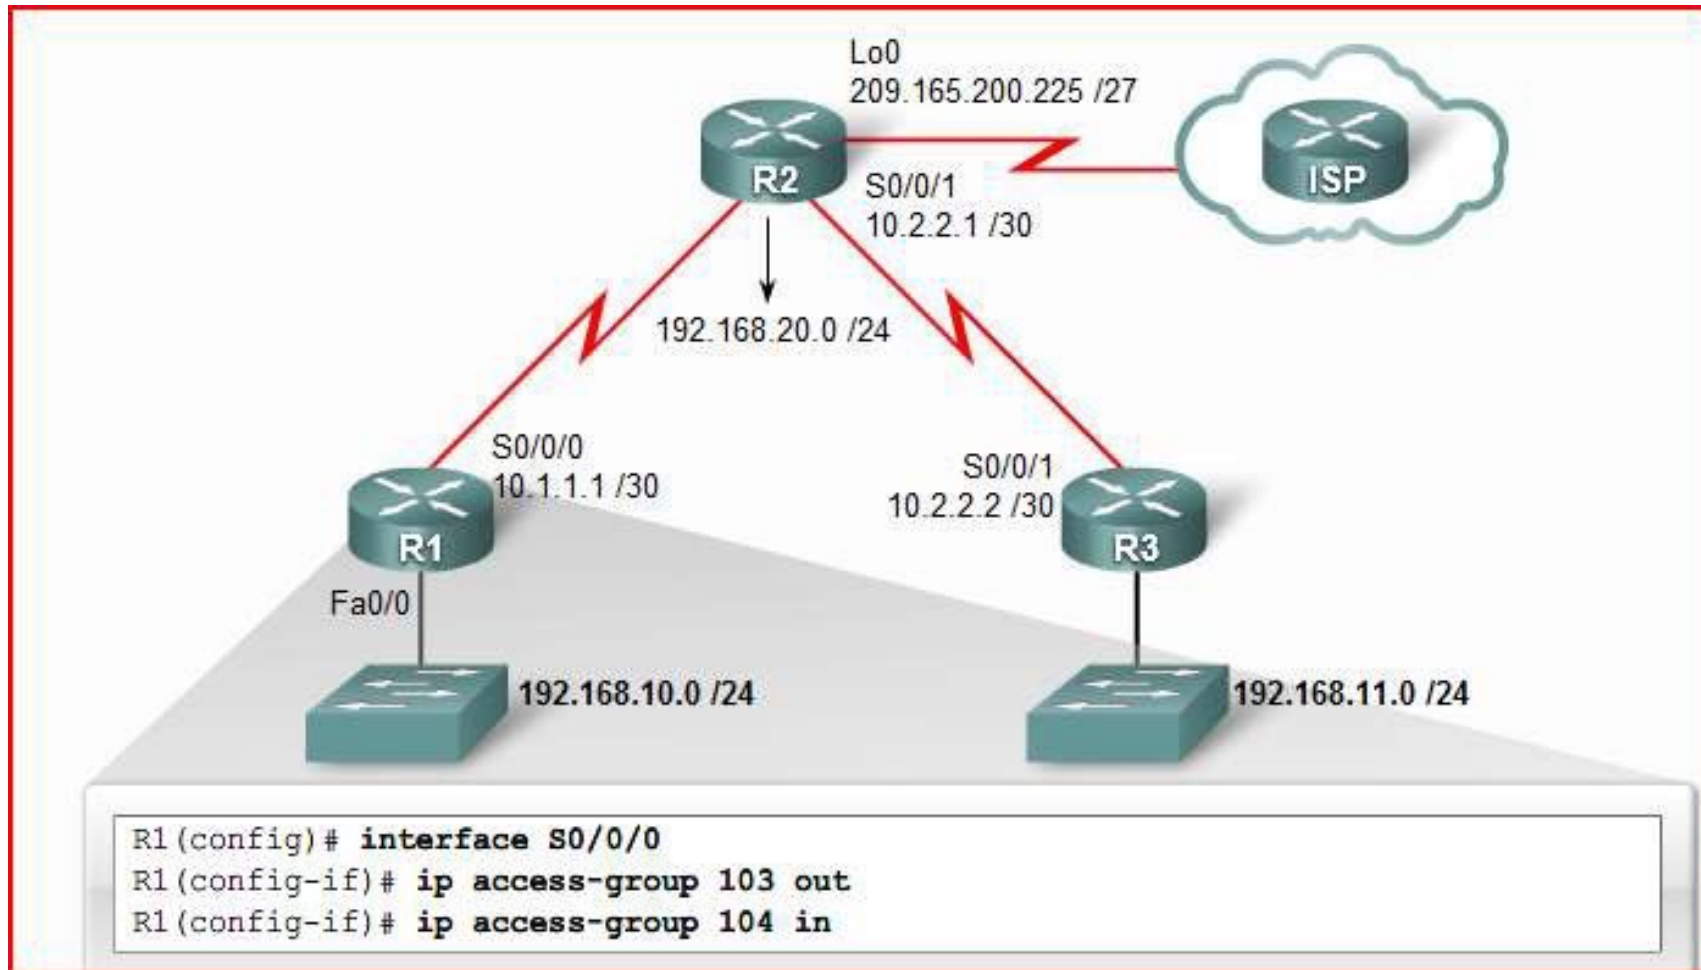 Lo0
209.165.200.225 /27
R2
ISP
S0/0/1
10.2.2.1 /30
192.168.20.0 /24
S0/0/0
10.1.1.1 /30
S0/0/1
10.2.2.2 /30
R1
R3
Fa0/0
192.168.10.0 /24
192.168.11.0 /24
R1(config)# interface S0/0/0
R1(config-if)# ip access-group 103 out
R1(config-if)# ip access-group 104 in